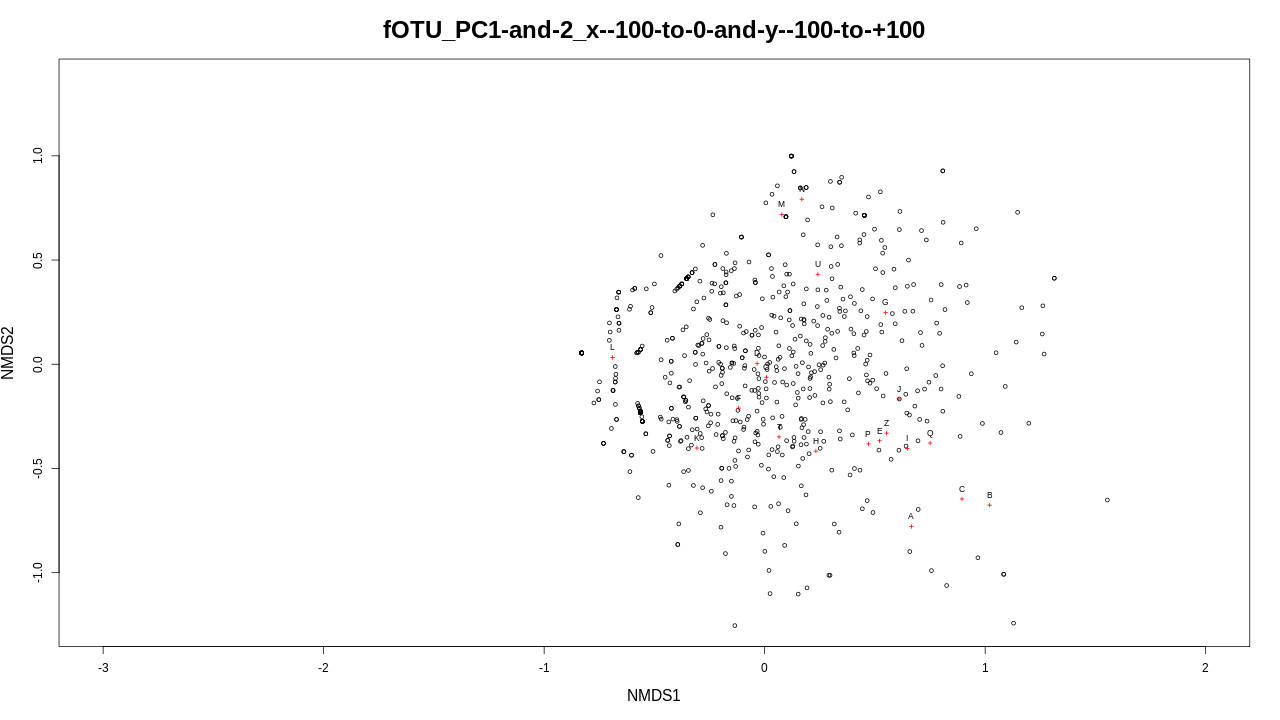 fOTU_PC1-and-2_x--100-to-0-and-y--100-to-+100
1.0
M
U
0.5
G
NMDS2
L
0.0
J
F
T
Z
P E Q
K H I
-0.5
C
B
A
-1.0
-3 -2 -1 0 1 2
NMDS1